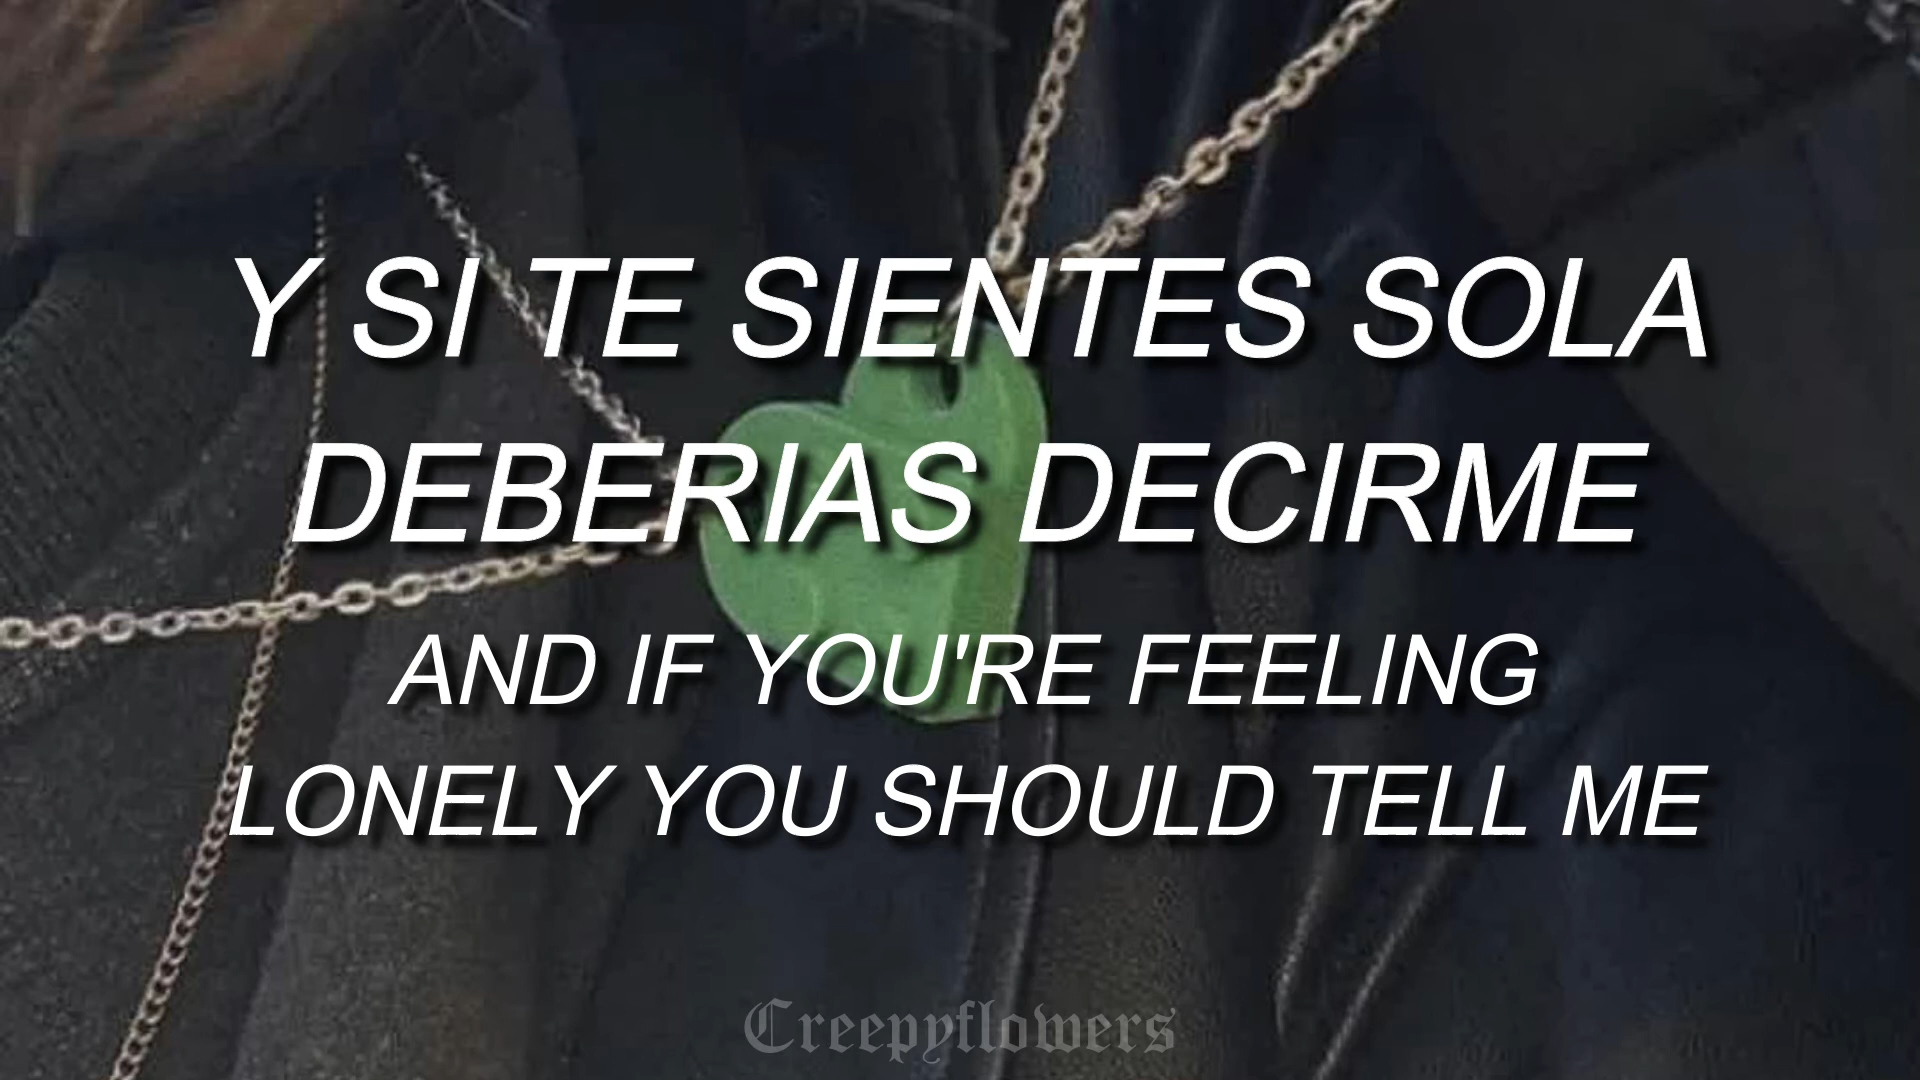 Y SI TE SIENTES SOLA
DEBERIAS DECIRME
AND IF YOU'RE FEELING
LONELY YOU SHOULD TELL ME
Creepyflowers